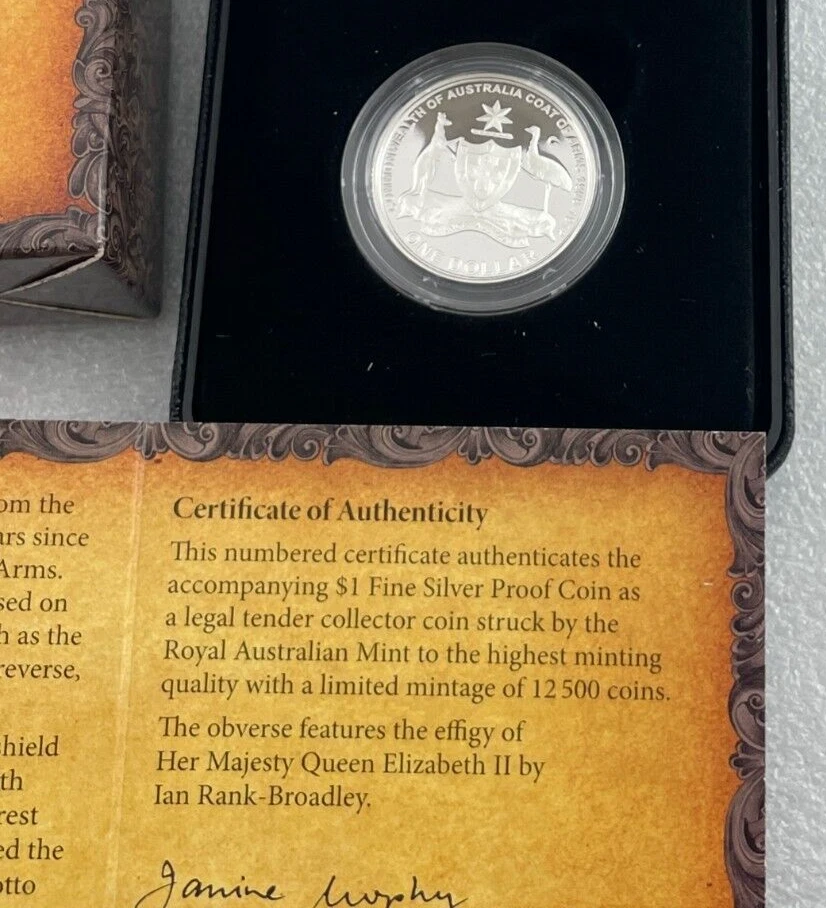 COMMONWEALTH OF AUSTRALIA COAT OF ARMS
ONE DOLLAR
om the
ars since
Arms.
sed on
h as the
reverse,
hield
th
rest
ed the
otto
Certificate of Authenticity
This numbered certificate authenticates the
accompanying $1 Fine Silver Proof Coin as
a legal tender collector coin struck by the
Royal Australian Mint to the highest minting
quality with a limited mintage of 12 500 coins.
The obverse features the effigy of
Her Majesty Queen Elizabeth II by
Ian Rank-Broadley.
Janine Murphy